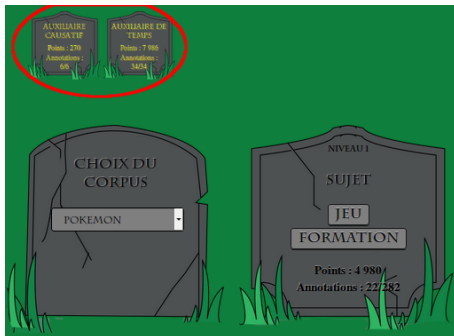 AUXILIAIRE
CAUSATIF
Points : 270
Annotations :
6/6
AUXILIAIRE DE
TEMPS
Points : 7 986
Annotations :
34/34
CHOIX DU
CORPUS
POKEMON
NIVEAU 1
SUJET
JEU
FORMATION
Points : 4 980
Annotations : 22/282